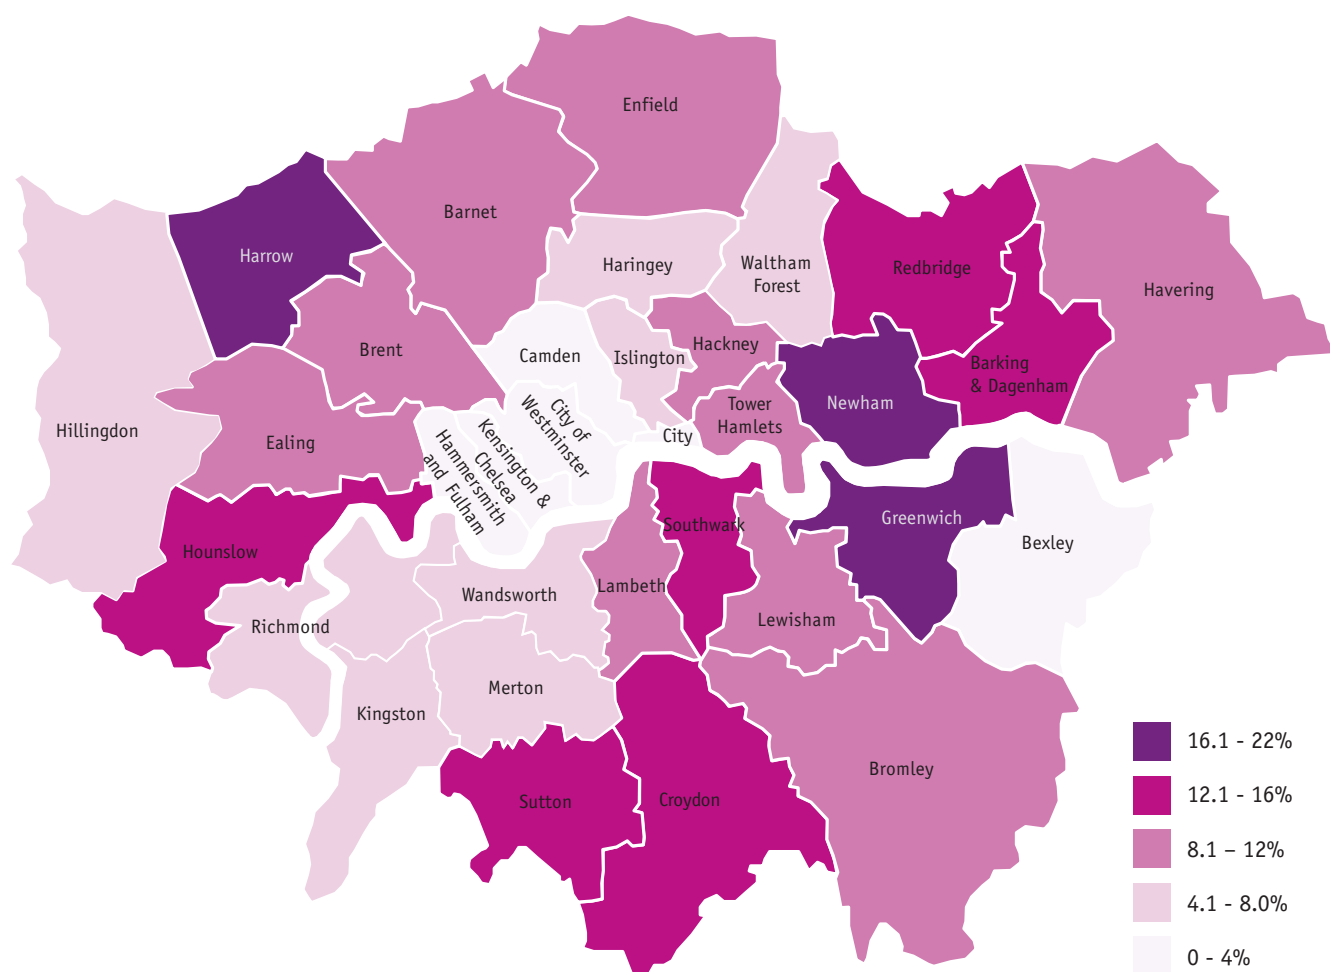 Enfield
Barnet
Harrow
Haringey
Waltham
Forest
Redbridge
Havering
Brent
Camden
Islington
Hackney
Barking
& Dagenham
Hillingdon
Ealing
City of
Westminster
Kensington &
Chelsea
Hammersmith
and Fulham
City
Tower
Hamlets
Newham
Hounslow
Southwark
Greenwich
Bexley
Richmond
Wandsworth
Lambeth
Lewisham
Merton
Kingston
Sutton
Croydon
Bromley
16.1 - 22%
12.1 - 16%
8.1 – 12%
4.1 - 8.0%
0 - 4%